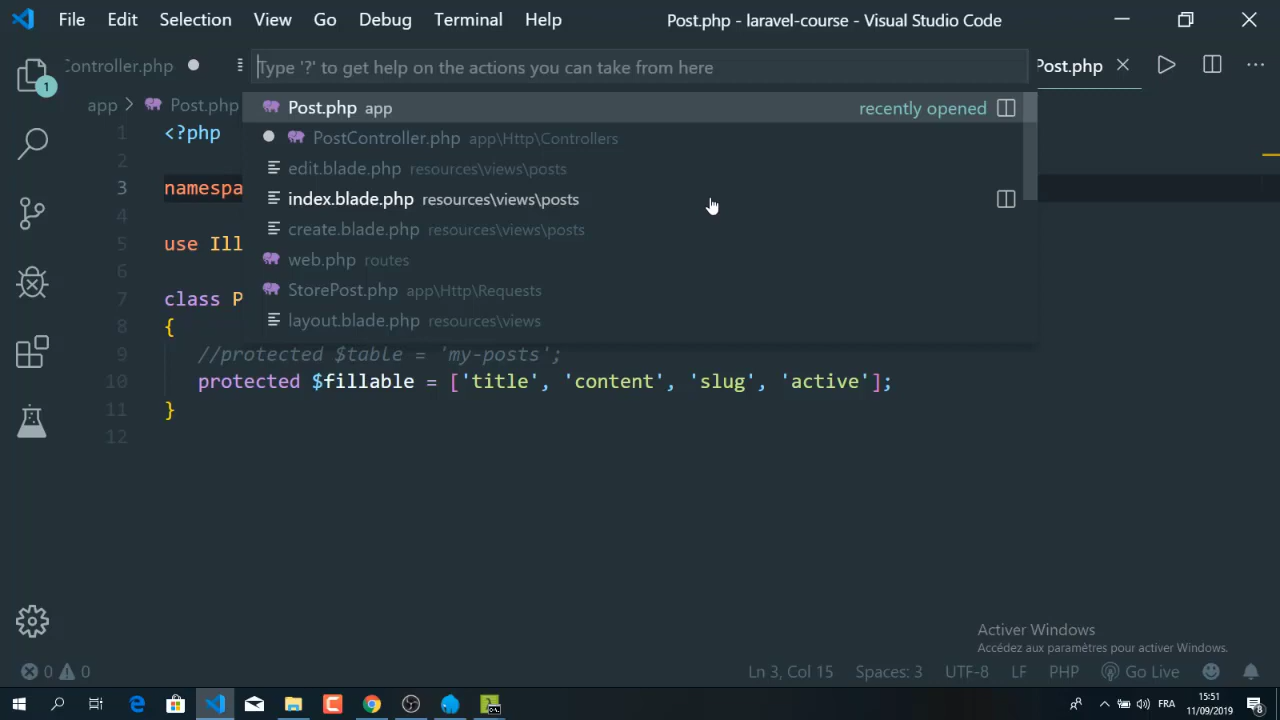 File Edit Selection View Go Debug Terminal Help Post.php - laravel-course - Visual Studio Code
Controller.php Post.php
Type '?' to get help on the actions you can take from here
app > Post.php
Post.php app recently opened
PostController.php app\Http\Controllers
edit.blade.php resources\views\posts
index.blade.php resources\views\posts
create.blade.php resources\views\posts
web.php routes
StorePost.php app\Http\Requests
layout.blade.php resources\views
1 <?php
2
3 namespa
4
5 use Ill
6
7 class P
8 {
9 //protected $table = 'my-posts';
10 protected $fillable = ['title', 'content', 'slug', 'active'];
11 }
12
1
Activer Windows
Accédez aux paramètres pour activer Windows.
0 0 Ln 3, Col 15 Spaces: 3 UTF-8 LF PHP Go Live
FRA 15:51
11/09/2019 8